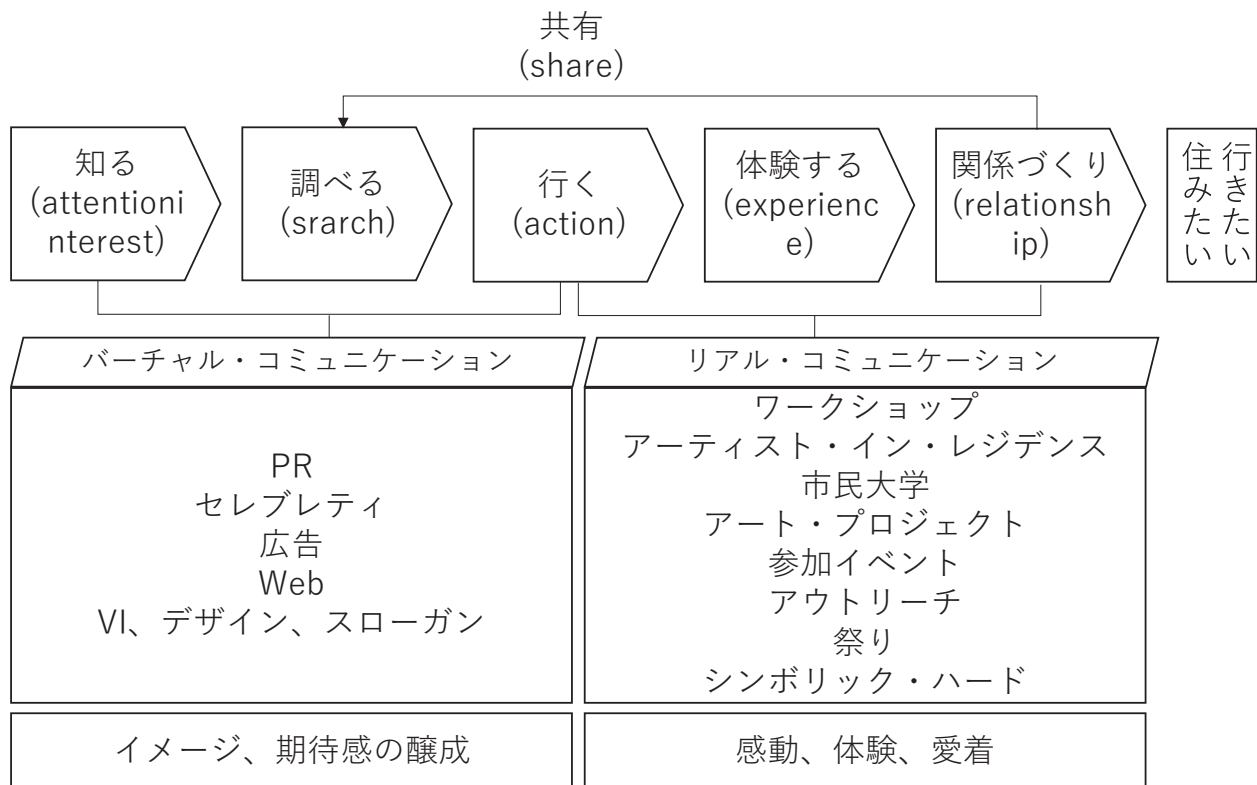 共有
(share)
知る
(attentioni
nterest)
調べる
(srarch)
行く
(action)
体験する
(experienc
e)
関係づくり
(relationsh
ip)
行きたい
住みたい
バーチャル・コミュニケーション
リアル・コミュニケーション
PR
セレブレティ
広告
Web
VI、デザイン、スローガン
ワークショップ
アーティスト・イン・レジデンス
市民大学
アート・プロジェクト
参加イベント
アウトリーチ
祭り
シンボリック・ハード
イメージ、期待感の醸成
感動、体験、愛着